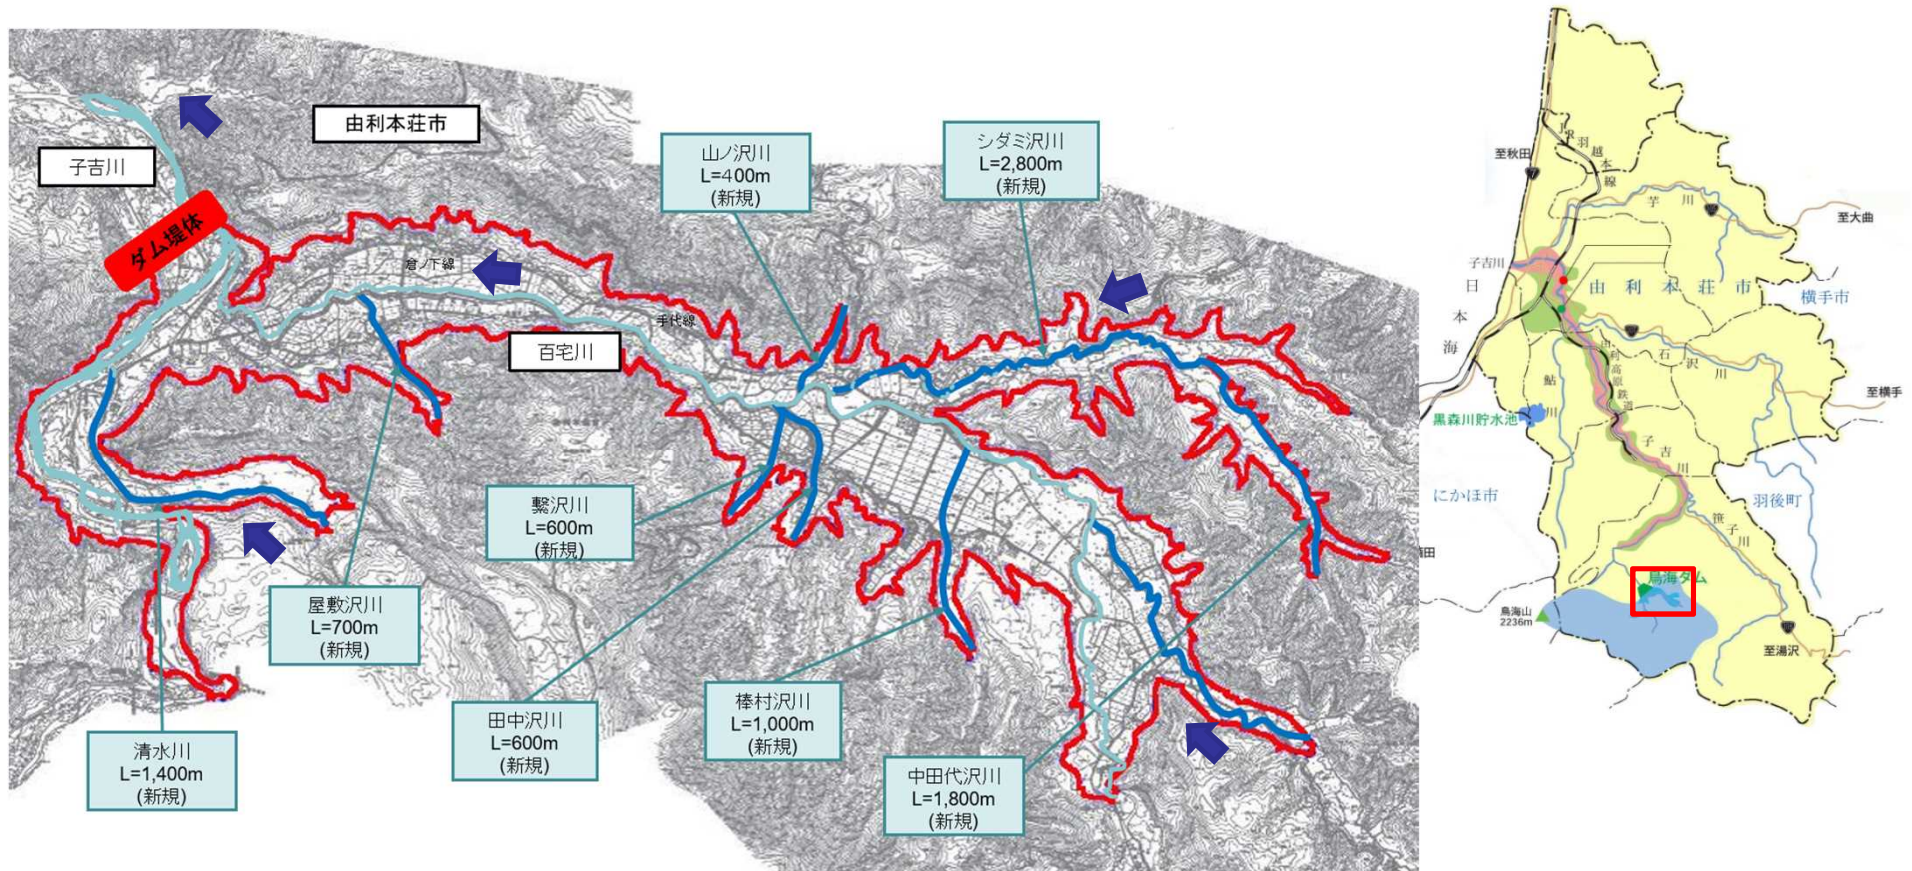 由利本荘市
子吉川
ダム堤体
倉ノ下線
手代線
百宅川
山ノ沢川
L=400m
(新規)
シダミ沢川
L=2,800m
(新規)
繋沢川
L=600m
(新規)
屋敷沢川
L=700m
(新規)
田中沢川
L=600m
(新規)
棒村沢川
L=1,000m
(新規)
清水川
L=1,400m
(新規)
中田代沢川
L=1,800m
(新規)
至秋田
JR羽越本線
芋川
至大曲
子吉川
日本海
由利本荘市
横手市
由利高原鉄道
石沢川
鮎川
至横手
黒森川貯水池
子吉川
にかほ市
羽後町
笹子川
鳥海ダム
鳥海山
2236m
至湯沢